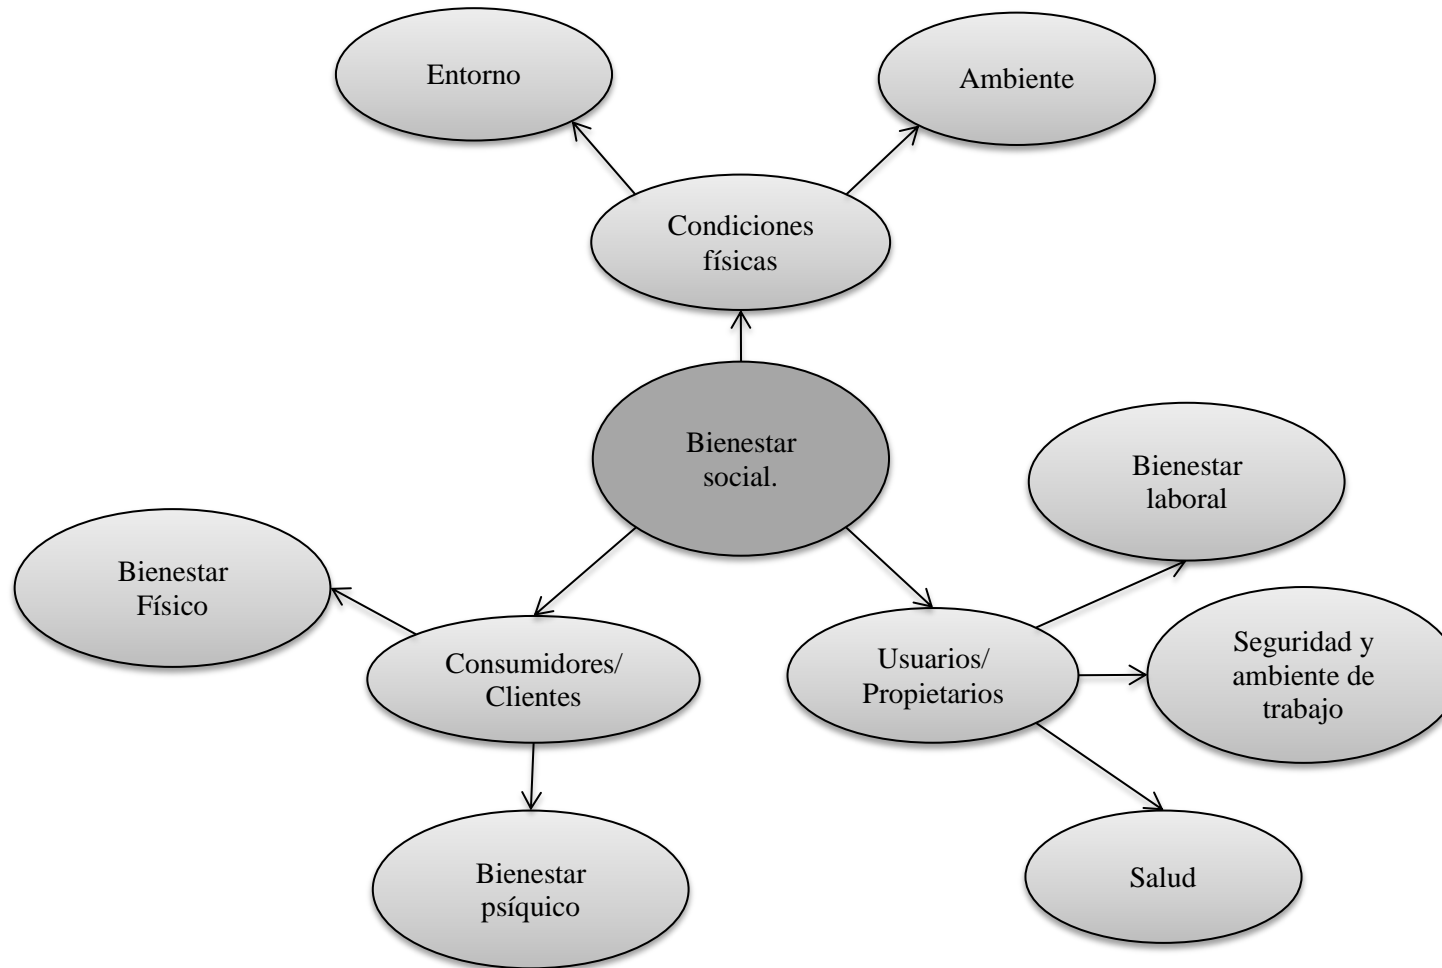 Entorno
Ambiente
Condiciones
físicas
Bienestar
social.
Bienestar
laboral
Bienestar
Físico
Consumidores/
Clientes
Usuarios/
Propietarios
Seguridad y
ambiente de
trabajo
Bienestar
psíquico
Salud